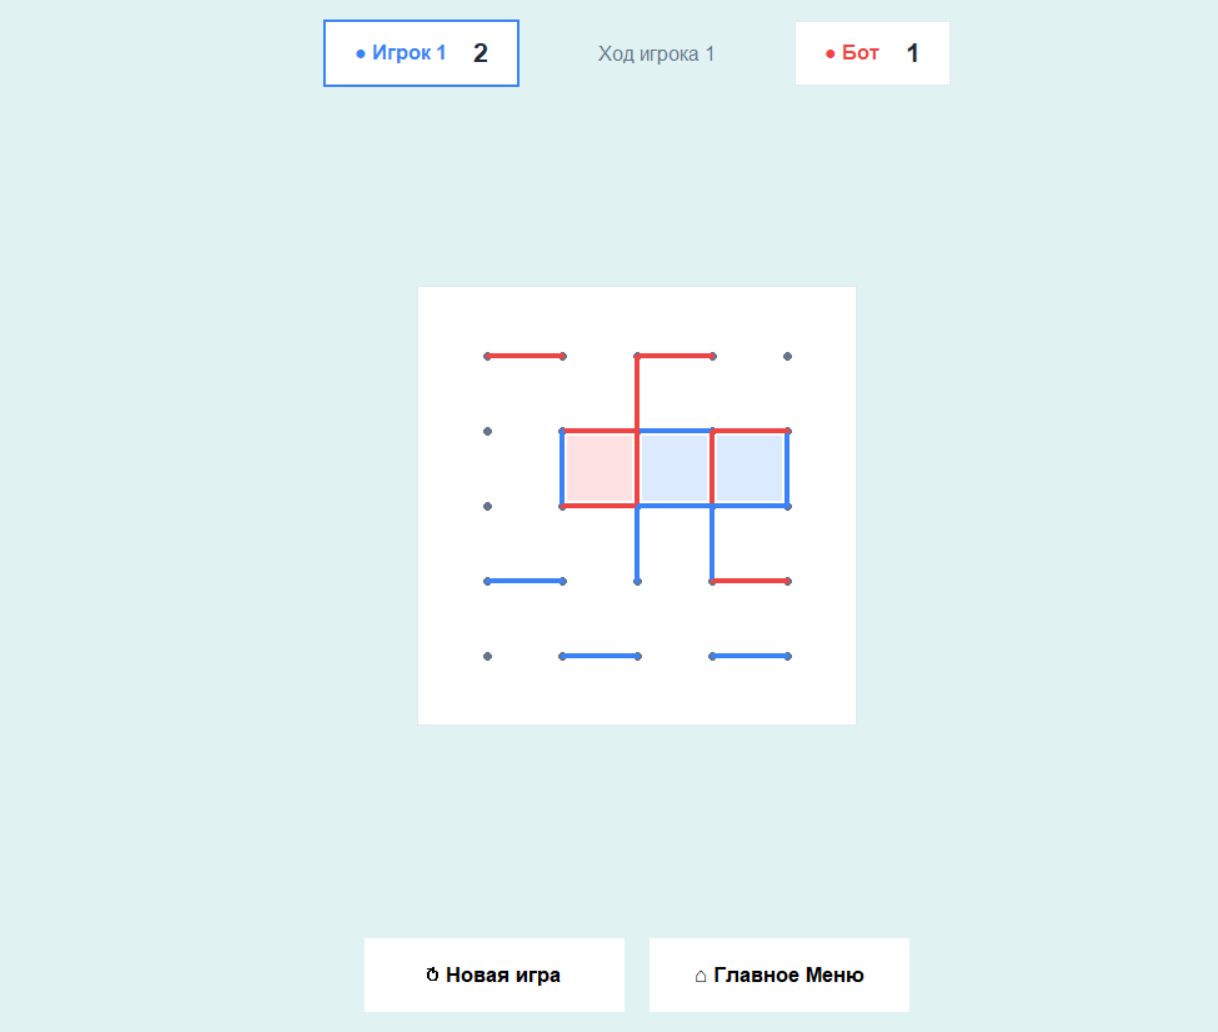 ● Игрок 1 2
Ход игрока 1
● Бот 1
↻ Новая игра
⌂ Главное Меню